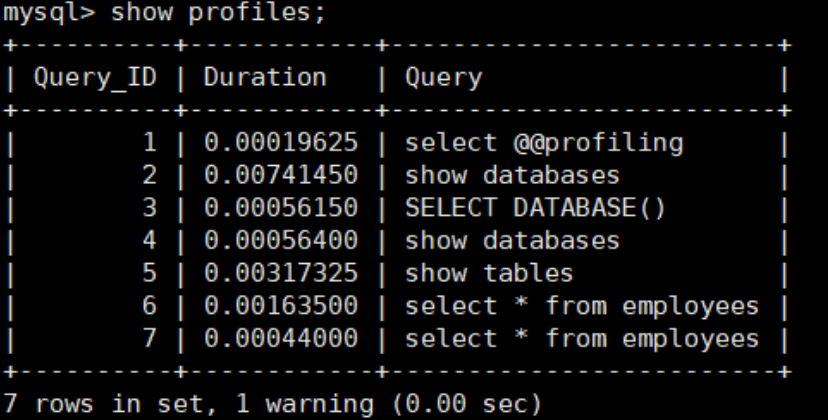 mysql> show profiles;
+----------+------------+-------------------------+
| Query_ID | Duration   | Query                   |
+----------+------------+-------------------------+
|        1 | 0.00019625 | select @@profiling      |
|        2 | 0.00741450 | show databases          |
|        3 | 0.00056150 | SELECT DATABASE()       |
|        4 | 0.00056400 | show databases          |
|        5 | 0.00317325 | show tables             |
|        6 | 0.00163500 | select * from employees |
|        7 | 0.00044000 | select * from employees |
+----------+------------+-------------------------+
7 rows in set, 1 warning (0.00 sec)